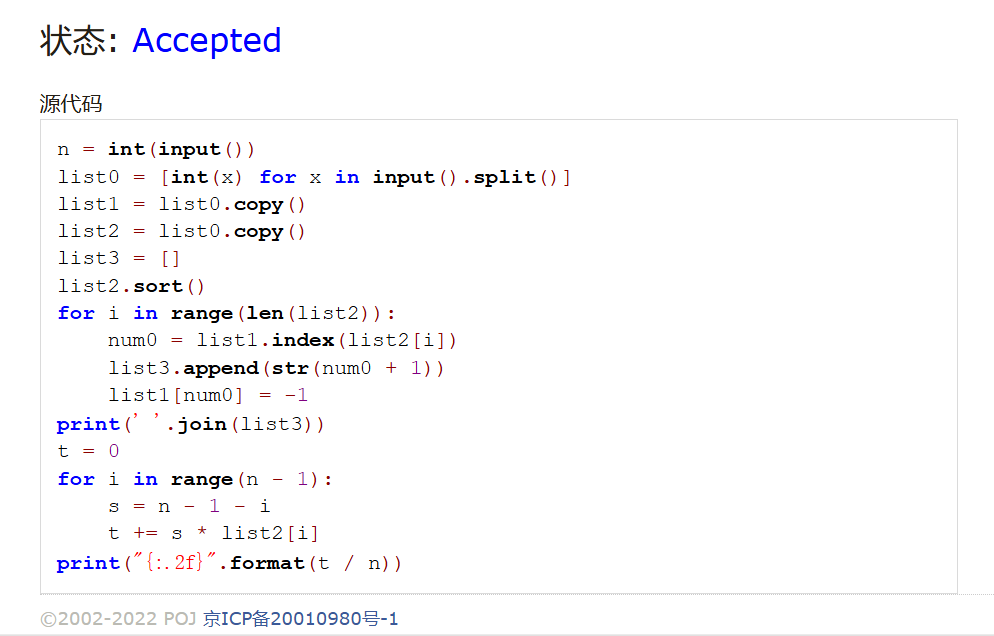 状态: Accepted
源代码
n = int(input())
list0 = [int(x) for x in input().split()]
list1 = list0.copy()
list2 = list0.copy()
list3 = []
list2.sort()
for i in range(len(list2)):
    num0 = list1.index(list2[i])
    list3.append(str(num0 + 1))
    list1[num0] = -1
print(' '.join(list3))
t = 0
for i in range(n - 1):
    s = n - 1 - i
    t += s * list2[i]
print("{:.2f}".format(t / n))
©2002-2022 POJ 京ICP备20010980号-1